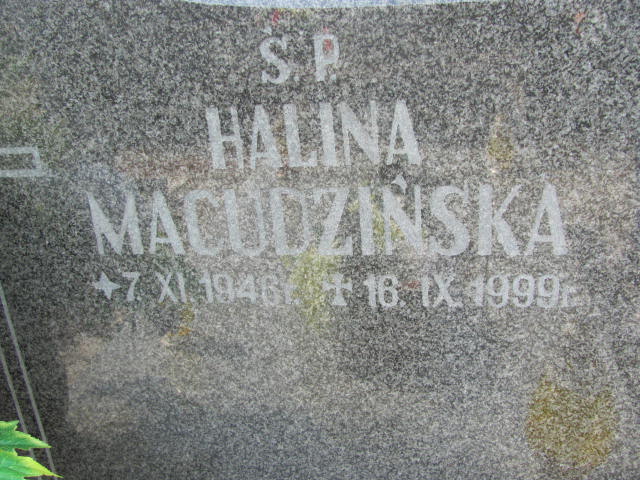 Ś.P.
HALINA
MACUDZIŃSKA
7. XI. 1946r. 16. IX. 1999r.